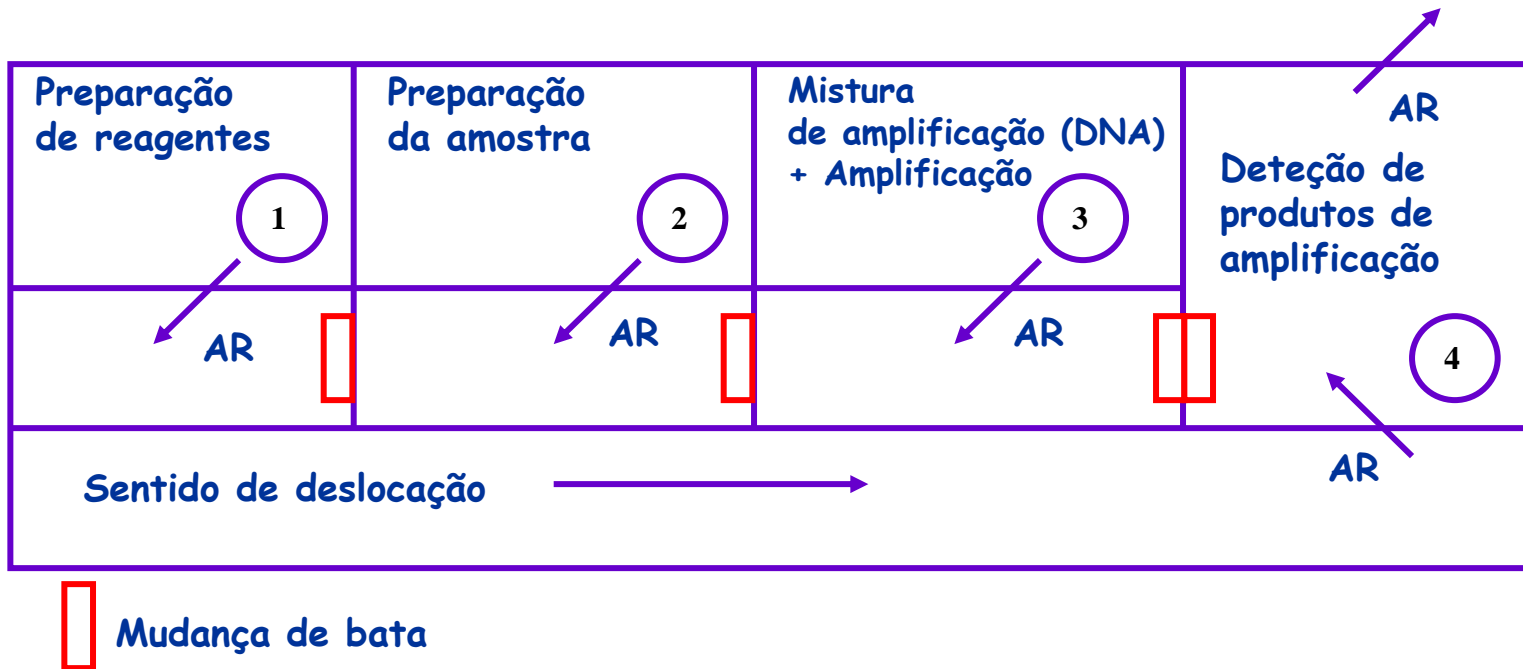 Preparação
de reagentes
1
AR
Preparação
da amostra
2
AR
Mistura
de amplificação (DNA)
+ Amplificação
3
AR
AR
Deteção de
produtos de
amplificação
4
AR
Sentido de deslocação
Mudança de bata